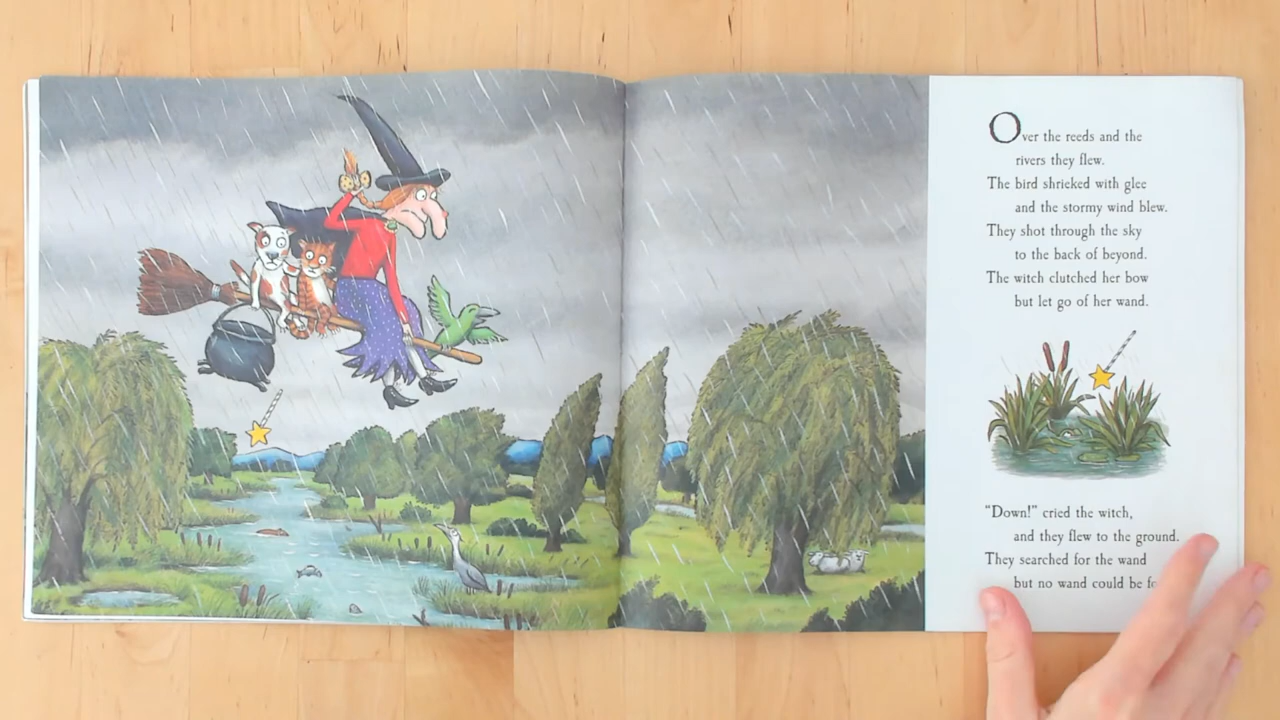 Over the reeds and the
rivers they flew.
The bird shrieked with glee
and the stormy wind blew.
They shot through the sky
to the back of beyond.
The witch clutched her bow
but let go of her wand.
“Down!” cried the witch,
and they flew to the ground.
They searched for the wand
but no wand could be